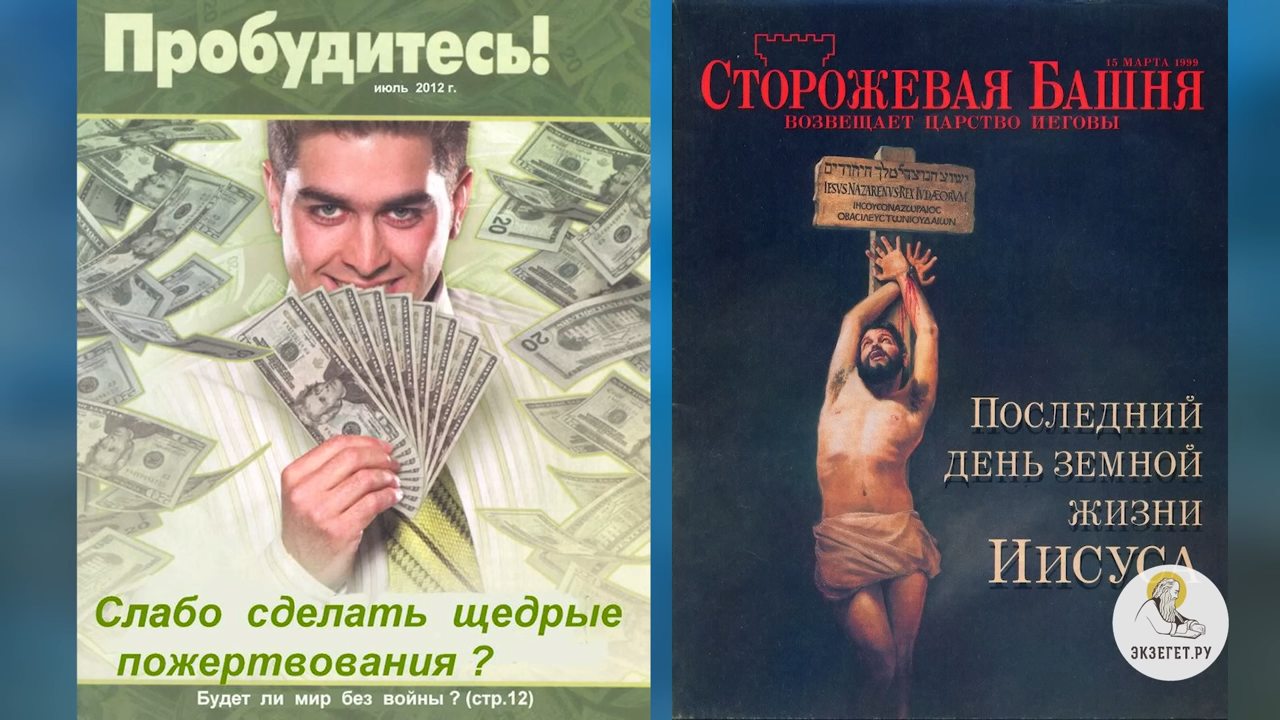 Пробудитесь!
июль 2012 г.
Слабо сделать щедрые
пожертвования ?
Будет ли мир без войны ? (стр.12)
15 МАРТА 1999
СТОРОЖЕВАЯ БАШНЯ
ВОЗВЕЩАЕТ ЦАРСТВО ИЕГОВЫ
IESVS NAZARENVS REX IVDÆORVM
ПОСЛЕДНИЙ
ДЕНЬ ЗЕМНОЙ
ЖИЗНИ
ИИСУСА
ЭКЗЕГЕТ.РУ